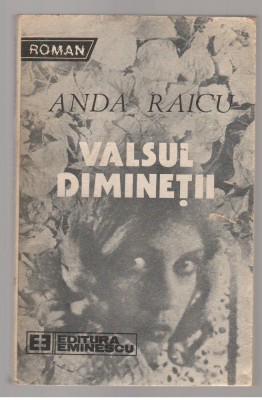 ROMAN
ANDA RAICU
VALSUL
DIMINEȚII
EE EDITURA
EMINESCU